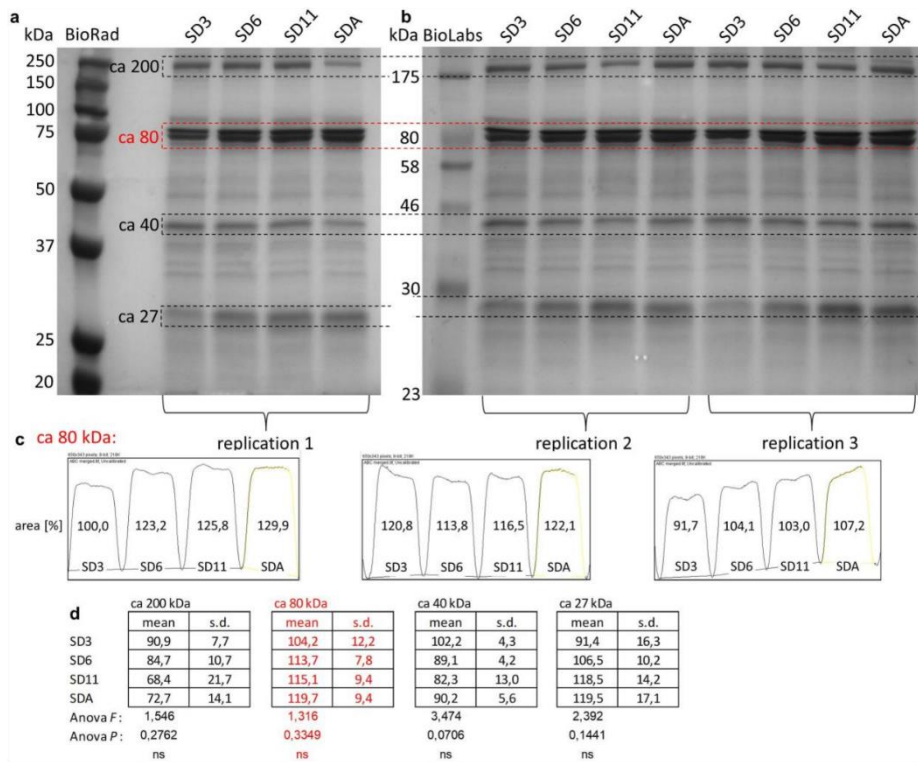 a
b
SD3 SD6 SD11 SDA
SD3 SD6 SD11 SDA SD3 SD6 SD11 SDA
kDa BioRad
kDa BioLabs
250
150
100
75
50
37
25
20
ca 200
ca 80
ca 40
ca 27
175
80
58
46
30
23
c ca 80 kDa:
replication 1 replication 2 replication 3
area [%]
100,0 123,2 125,8 129,9
SD3 SD6 SD11 SDA
120,8 113,8 116,5 122,1
SD3 SD6 SD11 SDA
91,7 104,1 103,0 107,2
SD3 SD6 SD11 SDA
d
ca 200 kDa ca 80 kDa ca 40 kDa ca 27 kDa
mean s.d. mean s.d. mean s.d. mean s.d.
SD3 90,9 7,7 104,2 12,2 102,2 4,3 91,4 16,3
SD6 84,7 10,7 113,7 7,8 89,1 4,2 106,5 10,2
SD11 68,4 21,7 115,1 9,4 82,3 13,0 118,5 14,2
SDA 72,7 14,1 119,7 9,4 90,2 5,6 119,5 17,1
Anova F: 1,546 1,316 3,474 2,392
Anova P: 0,2762 0,3349 0,0706 0,1441
ns ns ns ns